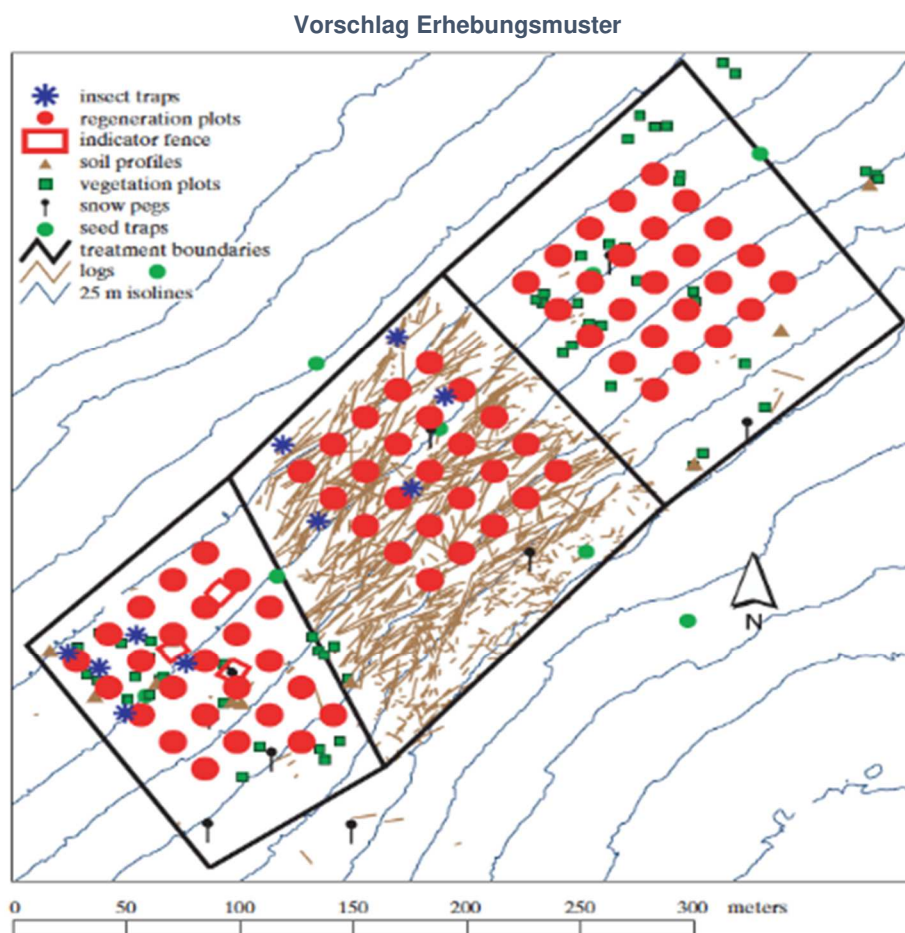 Vorschlag Erhebungsmuster
insect traps
regeneration plots
indicator fence
soil profiles
vegetation plots
snow pegs
seed traps
treatment boundaries
logs
25 m isolines
N
0 50 100 150 200 250 300 meters